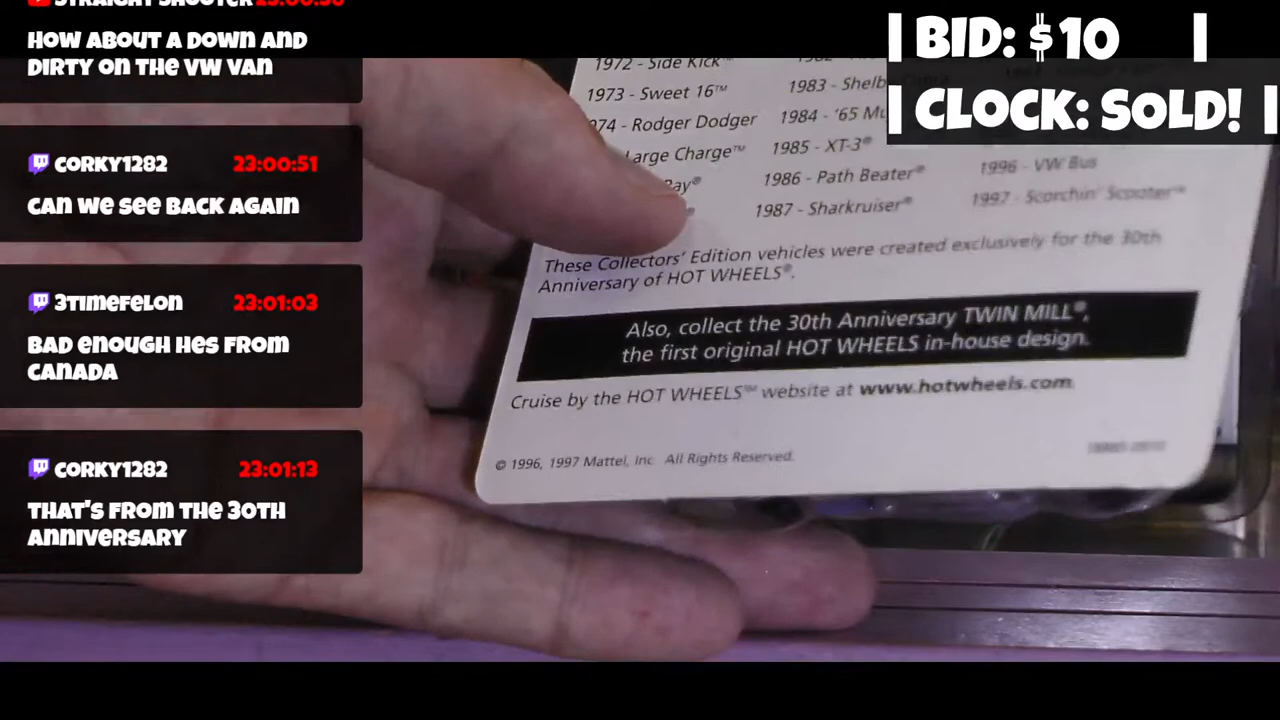 STRAIGHT SHOOTER
HOW ABOUT A DOWN AND
DIRTY ON THE VW VAN
CORKY1282 23:00:51
CAN WE SEE BACK AGAIN
3TIMEFELON 23:01:03
BAD ENOUGH HES FROM
CANADA
CORKY1282 23:01:13
THAT'S FROM THE 30TH
ANNIVERSARY
| BID: $10 |
| CLOCK: SOLD! |
1972 - Side Kick™
1973 - Sweet 16™
74 - Rodger Dodger
Large Charge™
1983 - Shelby
1984 - '65 Mu
1985 - XT-3®
1986 - Path Beater®
1987 - Sharkruiser®
1996 - VW Bus
1997 - Scorchin' Scooter™
These Collectors' Edition vehicles were created exclusively for the 30th
Anniversary of HOT WHEELS®.
Also, collect the 30th Anniversary TWIN MILL®,
the first original HOT WHEELS in-house design.
Cruise by the HOT WHEELS℠ website at www.hotwheels.com
© 1996, 1997 Mattel, Inc. All Rights Reserved.